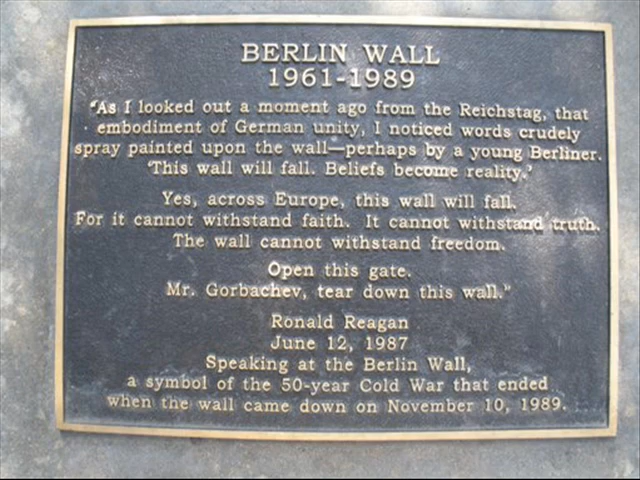 BERLIN WALL
1961-1989
"As I looked out a moment ago from the Reichstag, that
embodiment of German unity, I noticed words crudely
spray painted upon the wall—perhaps by a young Berliner.
'This wall will fall. Beliefs become reality.'
Yes, across Europe, this wall will fall.
For it cannot withstand faith. It cannot withstand truth.
The wall cannot withstand freedom.
Open this gate.
Mr. Gorbachev, tear down this wall."
Ronald Reagan
June 12, 1987
Speaking at the Berlin Wall,
a symbol of the 50-year Cold War that ended
when the wall came down on November 10, 1989.